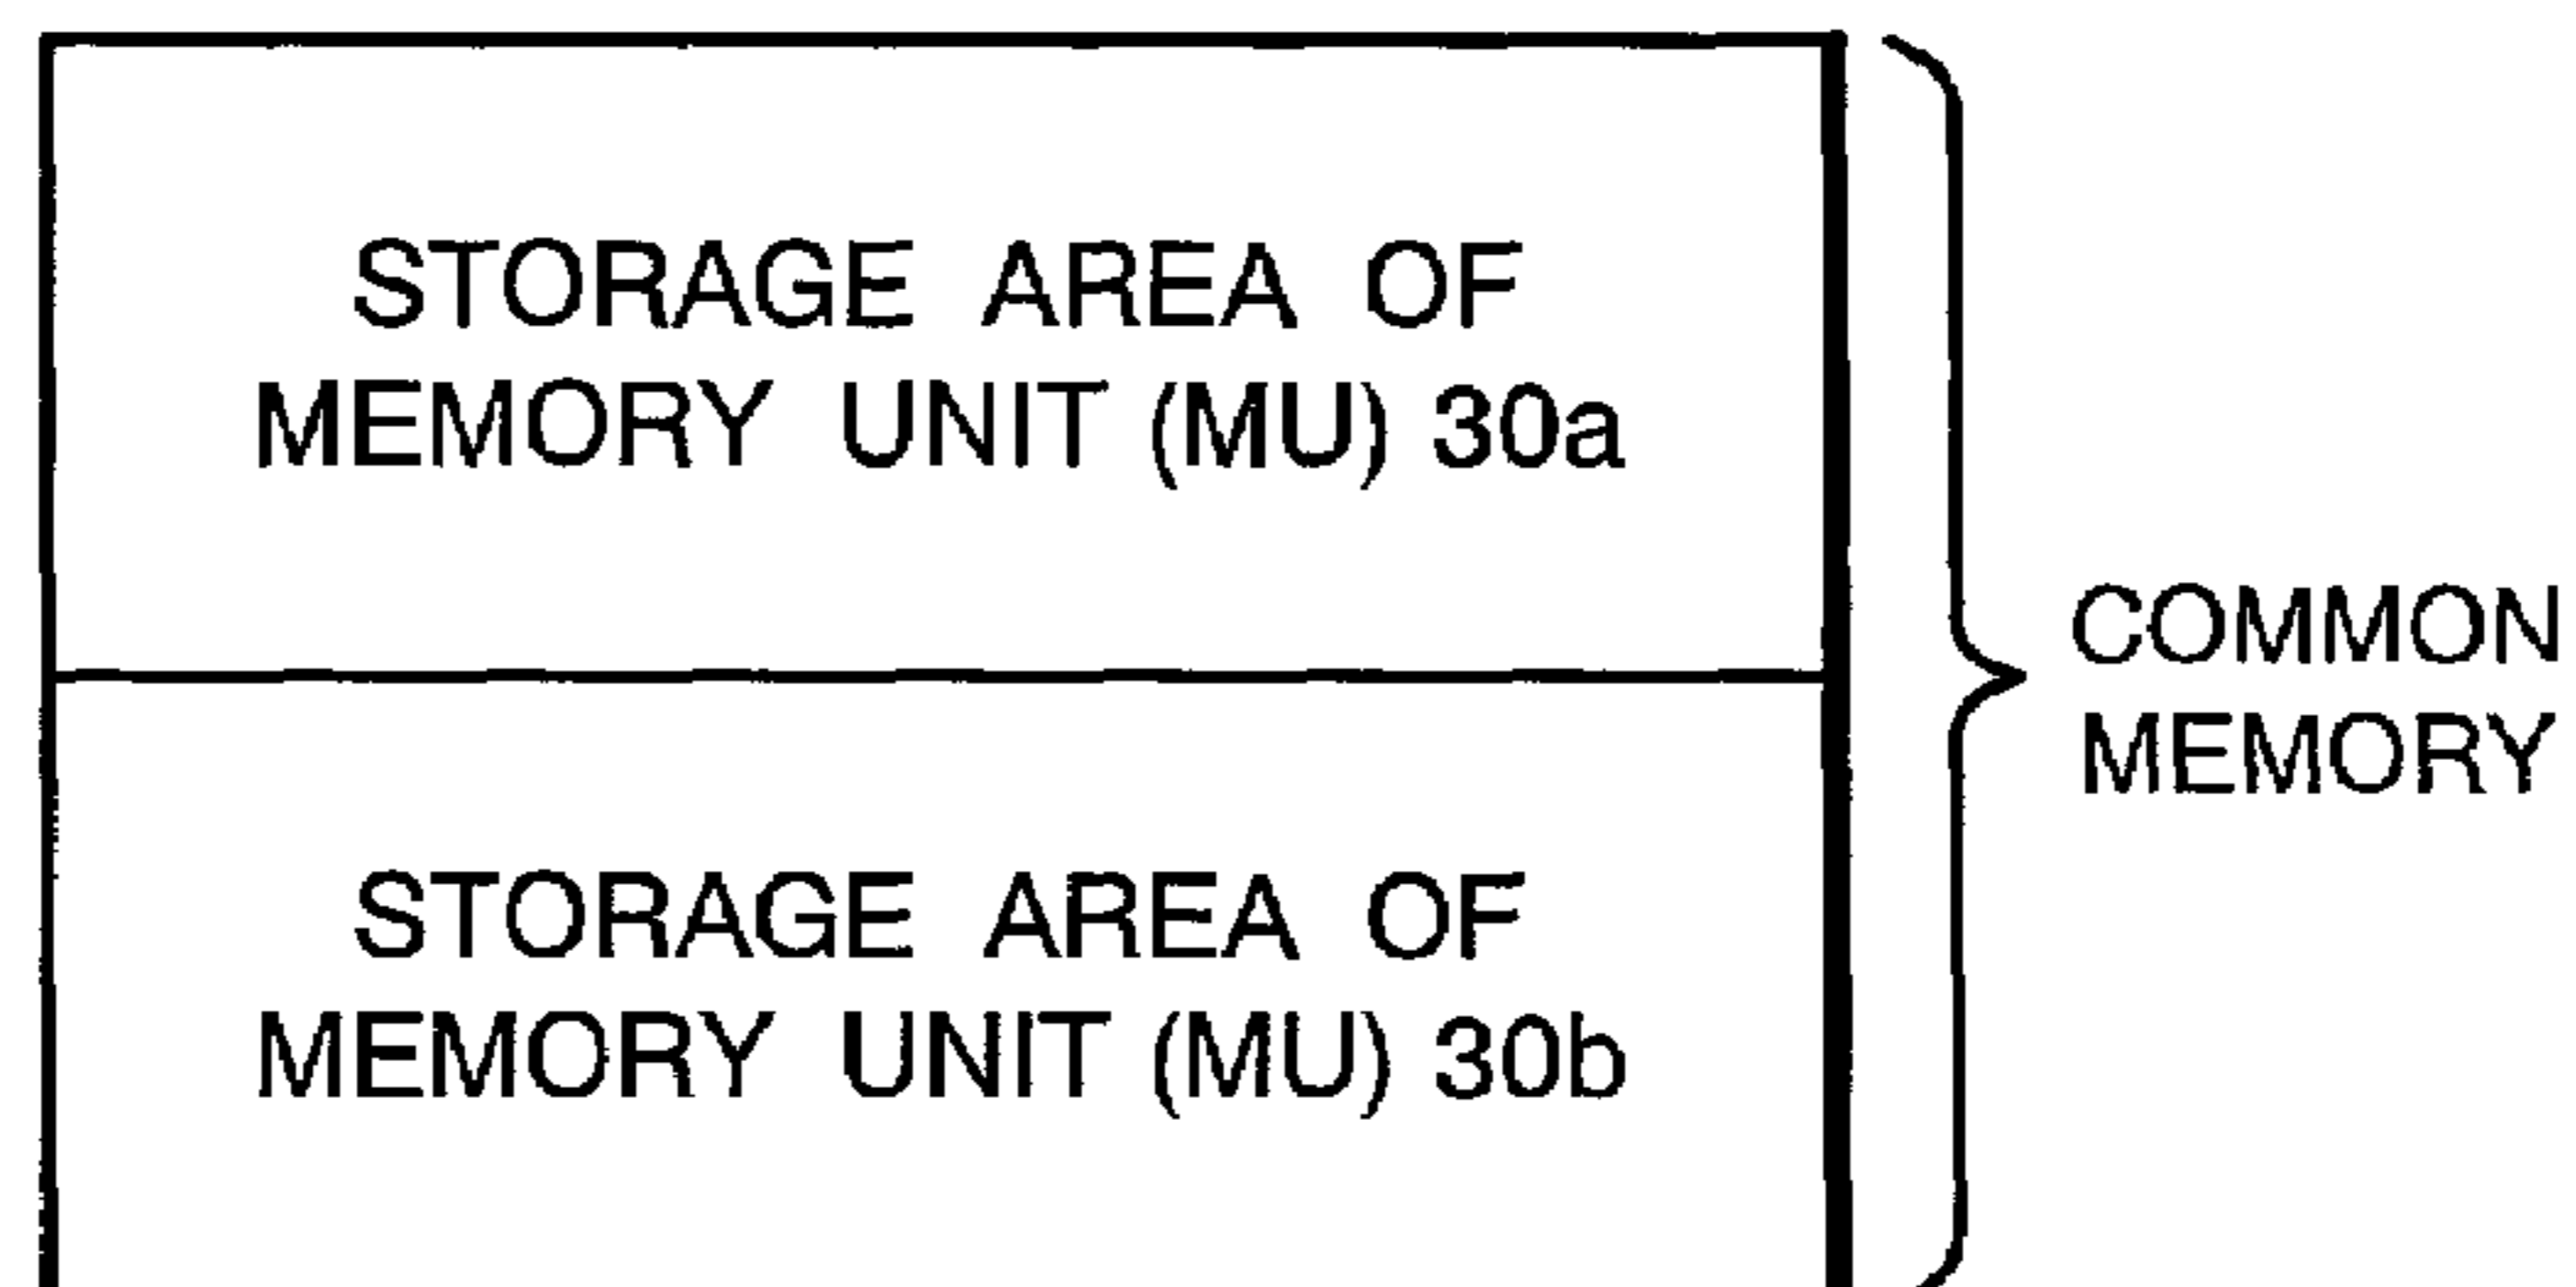 STORAGE AREA OF
MEMORY UNIT (MU) 30a
COMMON
MEMORY
STORAGE AREA OF
MEMORY UNIT (MU) 30b